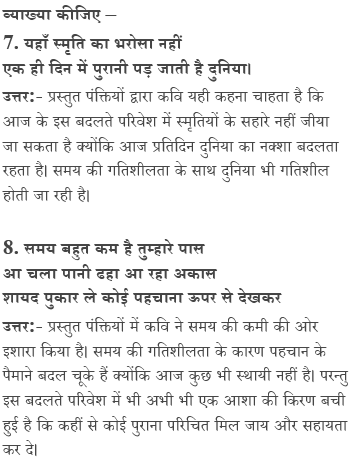 व्याख्या कीजिए –
7. यहाँ स्मृति का भरोसा नहीं
एक ही दिन में पुरानी पड़ जाती है दुनिया।
उत्तर:- प्रस्तुत पंक्तियों द्वारा कवि यही कहना चाहता है कि
आज के इस बदलते परिवेश में स्मृतियों के सहारे नहीं जीया
जा सकता है क्योंकि आज प्रतिदिन दुनिया का नक्शा बदलता
रहता है। समय की गतिशीलता के साथ दुनिया भी गतिशील
होती जा रही है।
8. समय बहुत कम है तुम्हारे पास
आ चला पानी ढहा आ रहा अकास
शायद पुकार ले कोई पहचाना ऊपर से देखकर
उत्तर:- प्रस्तुत पंक्तियों में कवि ने समय की कमी की ओर
इशारा किया है। समय की गतिशीलता के कारण पहचान के
पैमाने बदल चूके हैं क्योंकि आज कुछ भी स्थायी नहीं है। परन्तु
इस बदलते परिवेश में भी अभी भी एक आशा की किरण बची
हुई है कि कहीं से कोई पुराना परिचित मिल जाय और सहायता
कर दे।